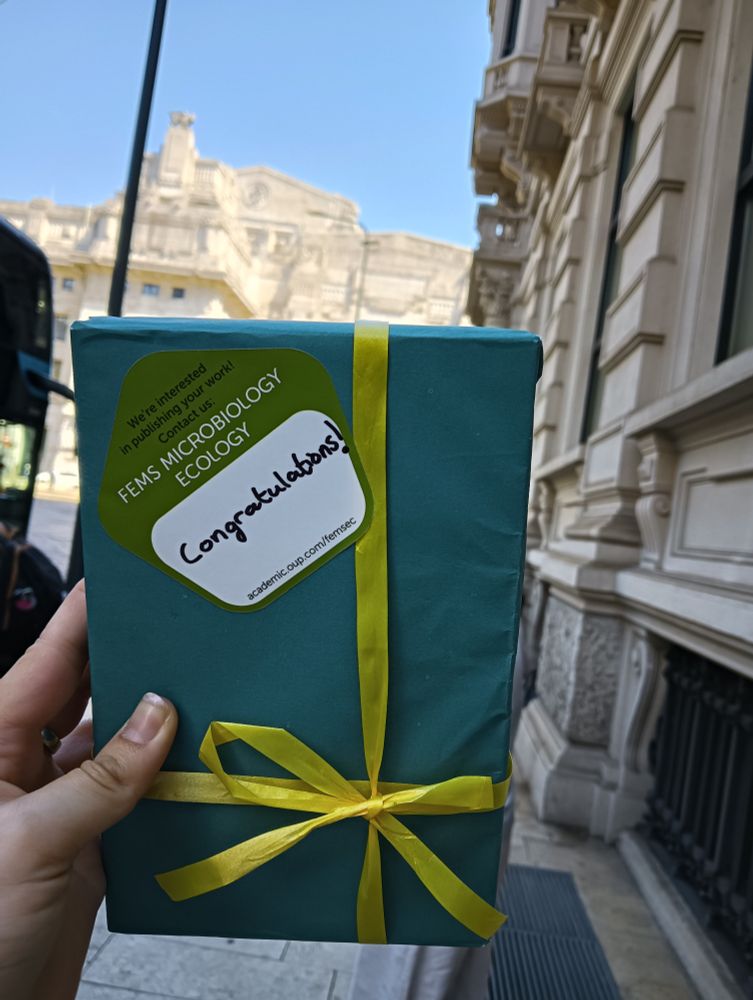 We're interested
in publishing your work!
Contact us:
FEMS MICROBIOLOGY
ECOLOGY
Congratulations!
academic.oup.com/femsec